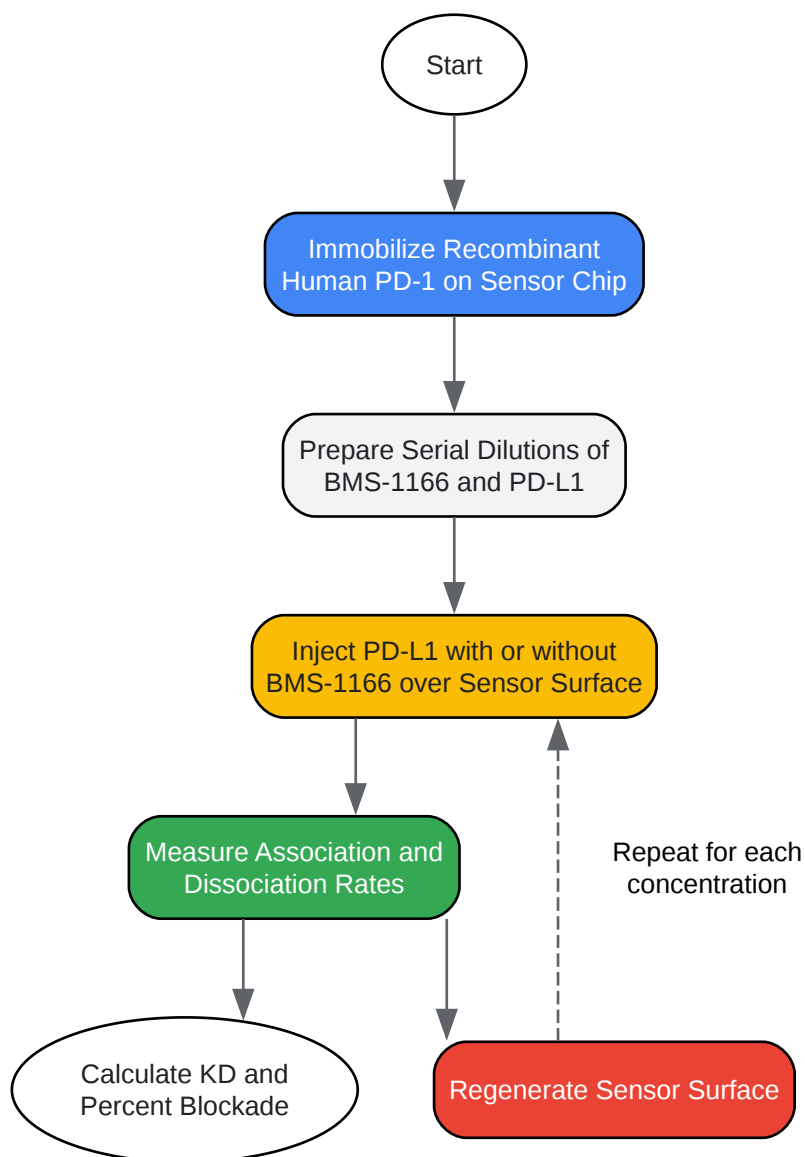 Start
Immobilize Recombinant
Human PD-1 on Sensor Chip
Prepare Serial Dilutions of
BMS-1166 and PD-L1
Inject PD-L1 with or without
BMS-1166 over Sensor Surface
Measure Association and
Dissociation Rates
Repeat for each
concentration
Calculate KD and
Percent Blockade
Regenerate Sensor Surface